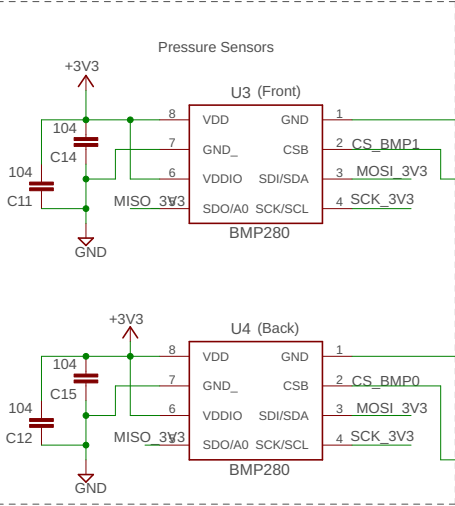 Pressure Sensors
+3V3
U3 (Front)
104
C14
104
C11
8 VDD GND 1
7 GND_ CSB 2 CS_BMP1
6 VDDIO SDI/SDA 3 MOSI_3V3
MISO_3V3 5 SDO/A0 SCK/SCL 4 SCK_3V3
BMP280
GND
+3V3
U4 (Back)
104
C15
104
C12
8 VDD GND 1
7 GND_ CSB 2 CS_BMP0
6 VDDIO SDI/SDA 3 MOSI_3V3
MISO_3V3 5 SDO/A0 SCK/SCL 4 SCK_3V3
BMP280
GND